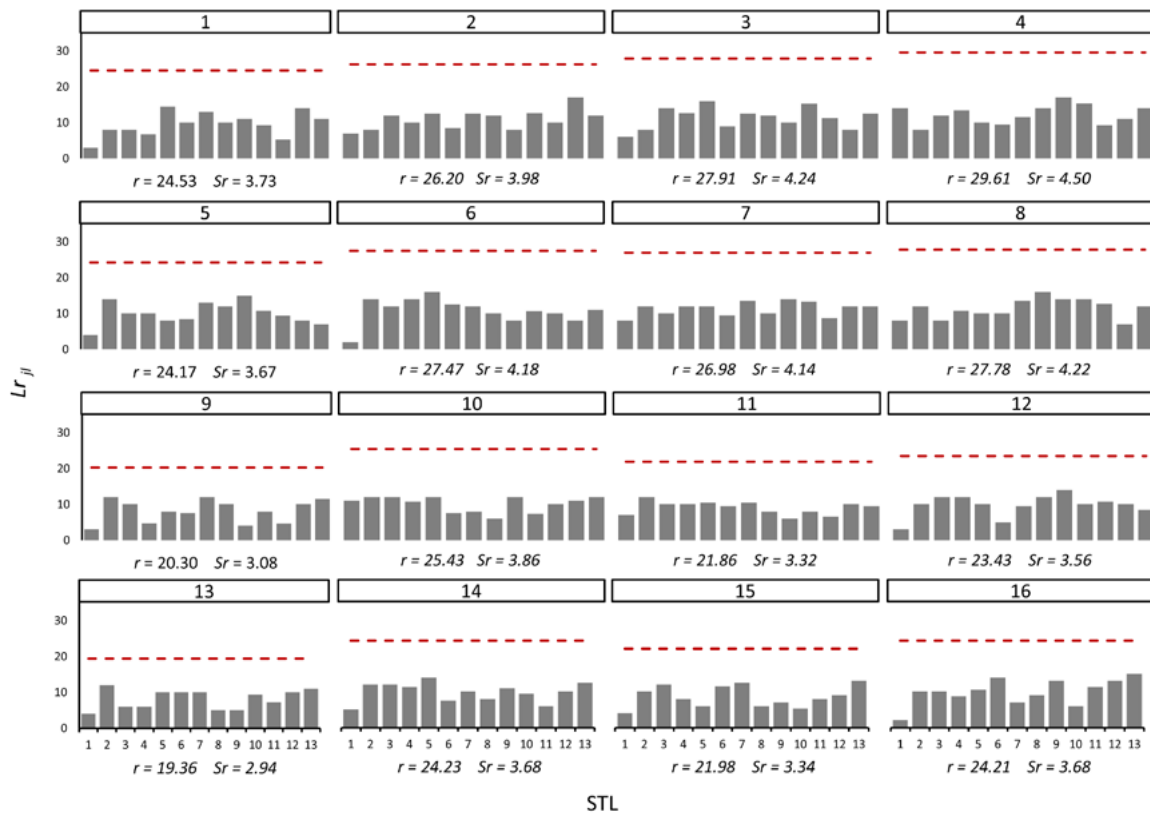 1 2 3 4
30
20
10
0
r = 24.53 Sr = 3.73 r = 26.20 Sr = 3.98 r = 27.91 Sr = 4.24 r = 29.61 Sr = 4.50
5 6 7 8
30
20
10
0
r = 24.17 Sr = 3.67 r = 27.47 Sr = 4.18 r = 26.98 Sr = 4.14 r = 27.78 Sr = 4.22
Lr jl
9 10 11 12
30
20
10
0
r = 20.30 Sr = 3.08 r = 25.43 Sr = 3.86 r = 21.86 Sr = 3.32 r = 23.43 Sr = 3.56
13 14 15 16
30
20
10
0
1 2 3 4 5 6 7 8 9 10 11 12 13 1 2 3 4 5 6 7 8 9 10 11 12 13 1 2 3 4 5 6 7 8 9 10 11 12 13 1 2 3 4 5 6 7 8 9 10 11 12 13
r = 19.36 Sr = 2.94 r = 24.23 Sr = 3.68 r = 21.98 Sr = 3.34 r = 24.21 Sr = 3.68
STL